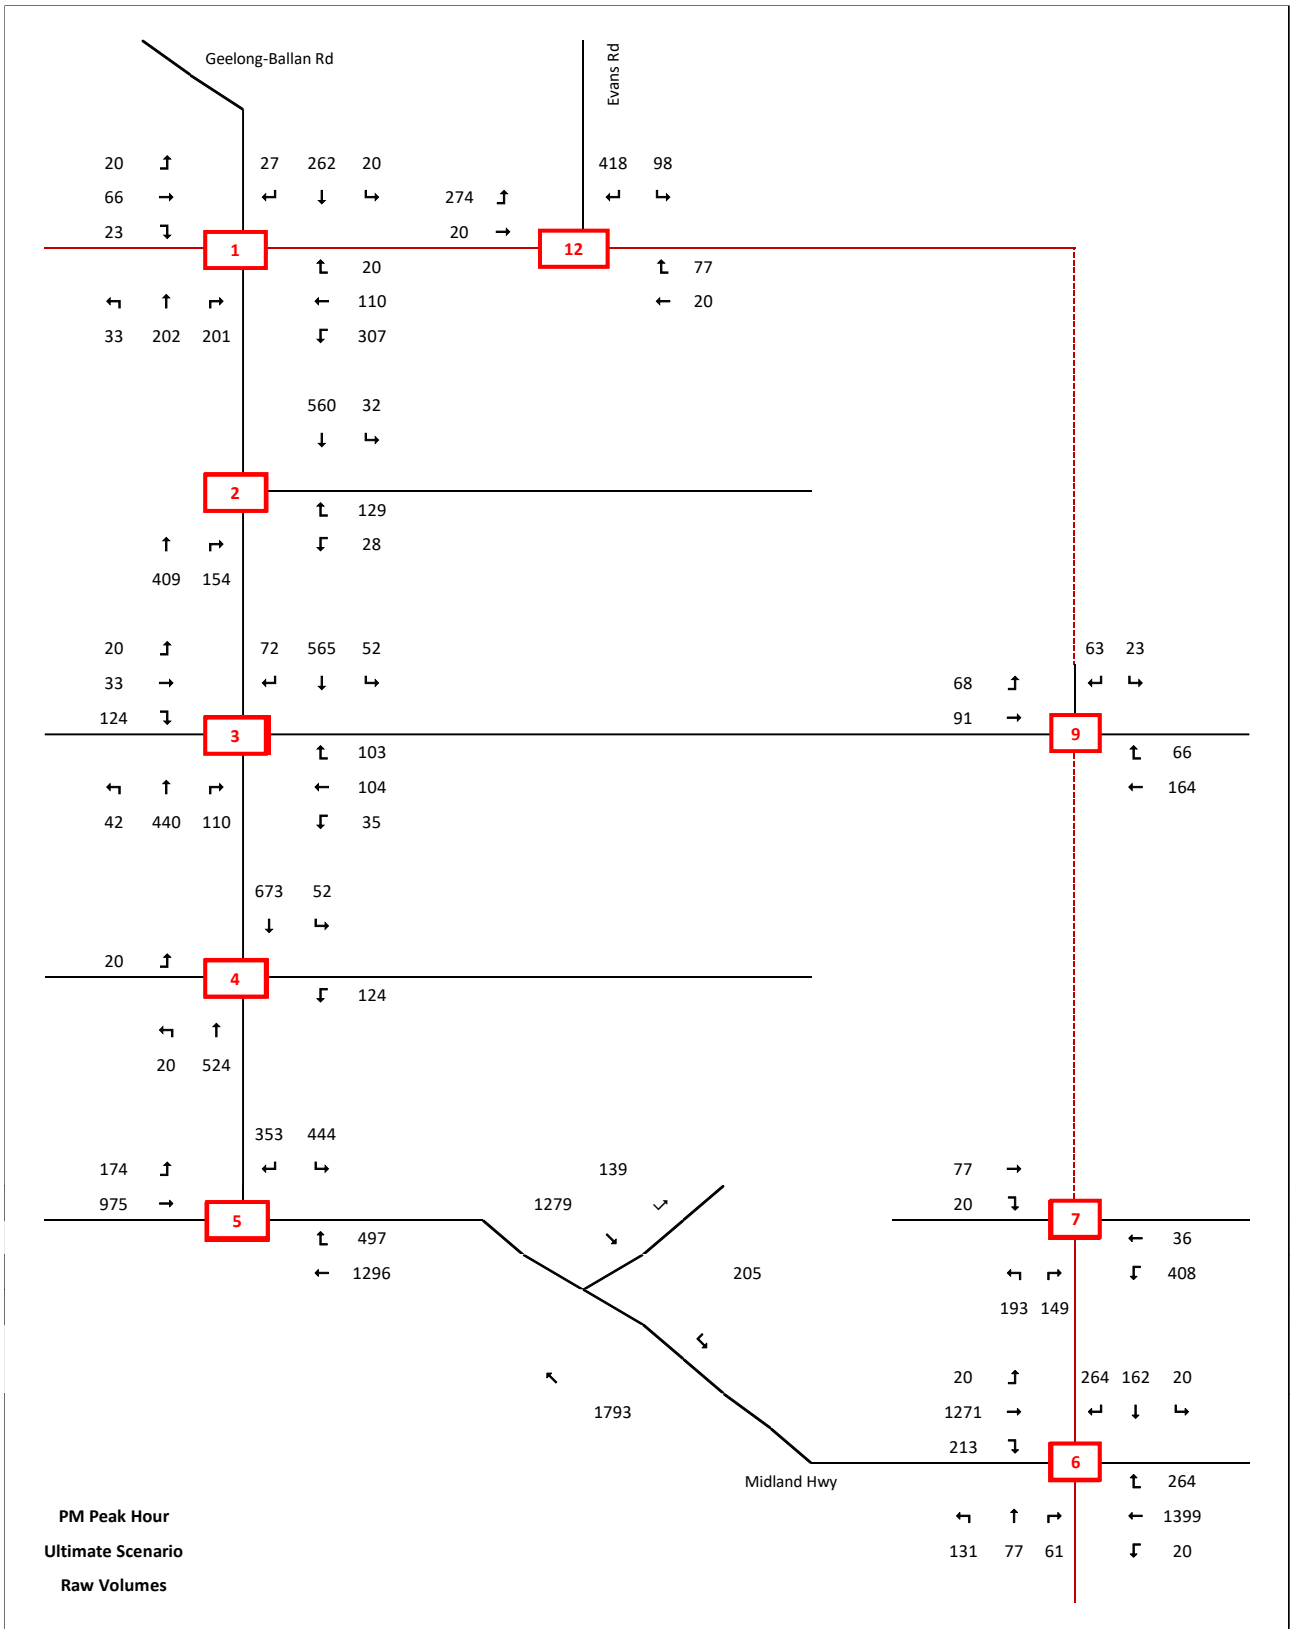 Geelong-Ballan Rd
Evans Rd
20 27 262 20 418 98
66 274
23 20
1 12
20 77
110 20
33 202 201 307
560 32
2
129
28
409 154
20 72 565 52 63 23
33 68
124 91
3 9
103 66
104 164
42 440 110 35
673 52
20
4
124
20 524
353 444
174 139 77
975 1279 20
5 7
497 36
1296 205 408
193 149
20 264 162 20
1793 1271
213
6
Midland Hwy 264
PM Peak Hour 1399
Ultimate Scenario 131 77 61 20
Raw Volumes